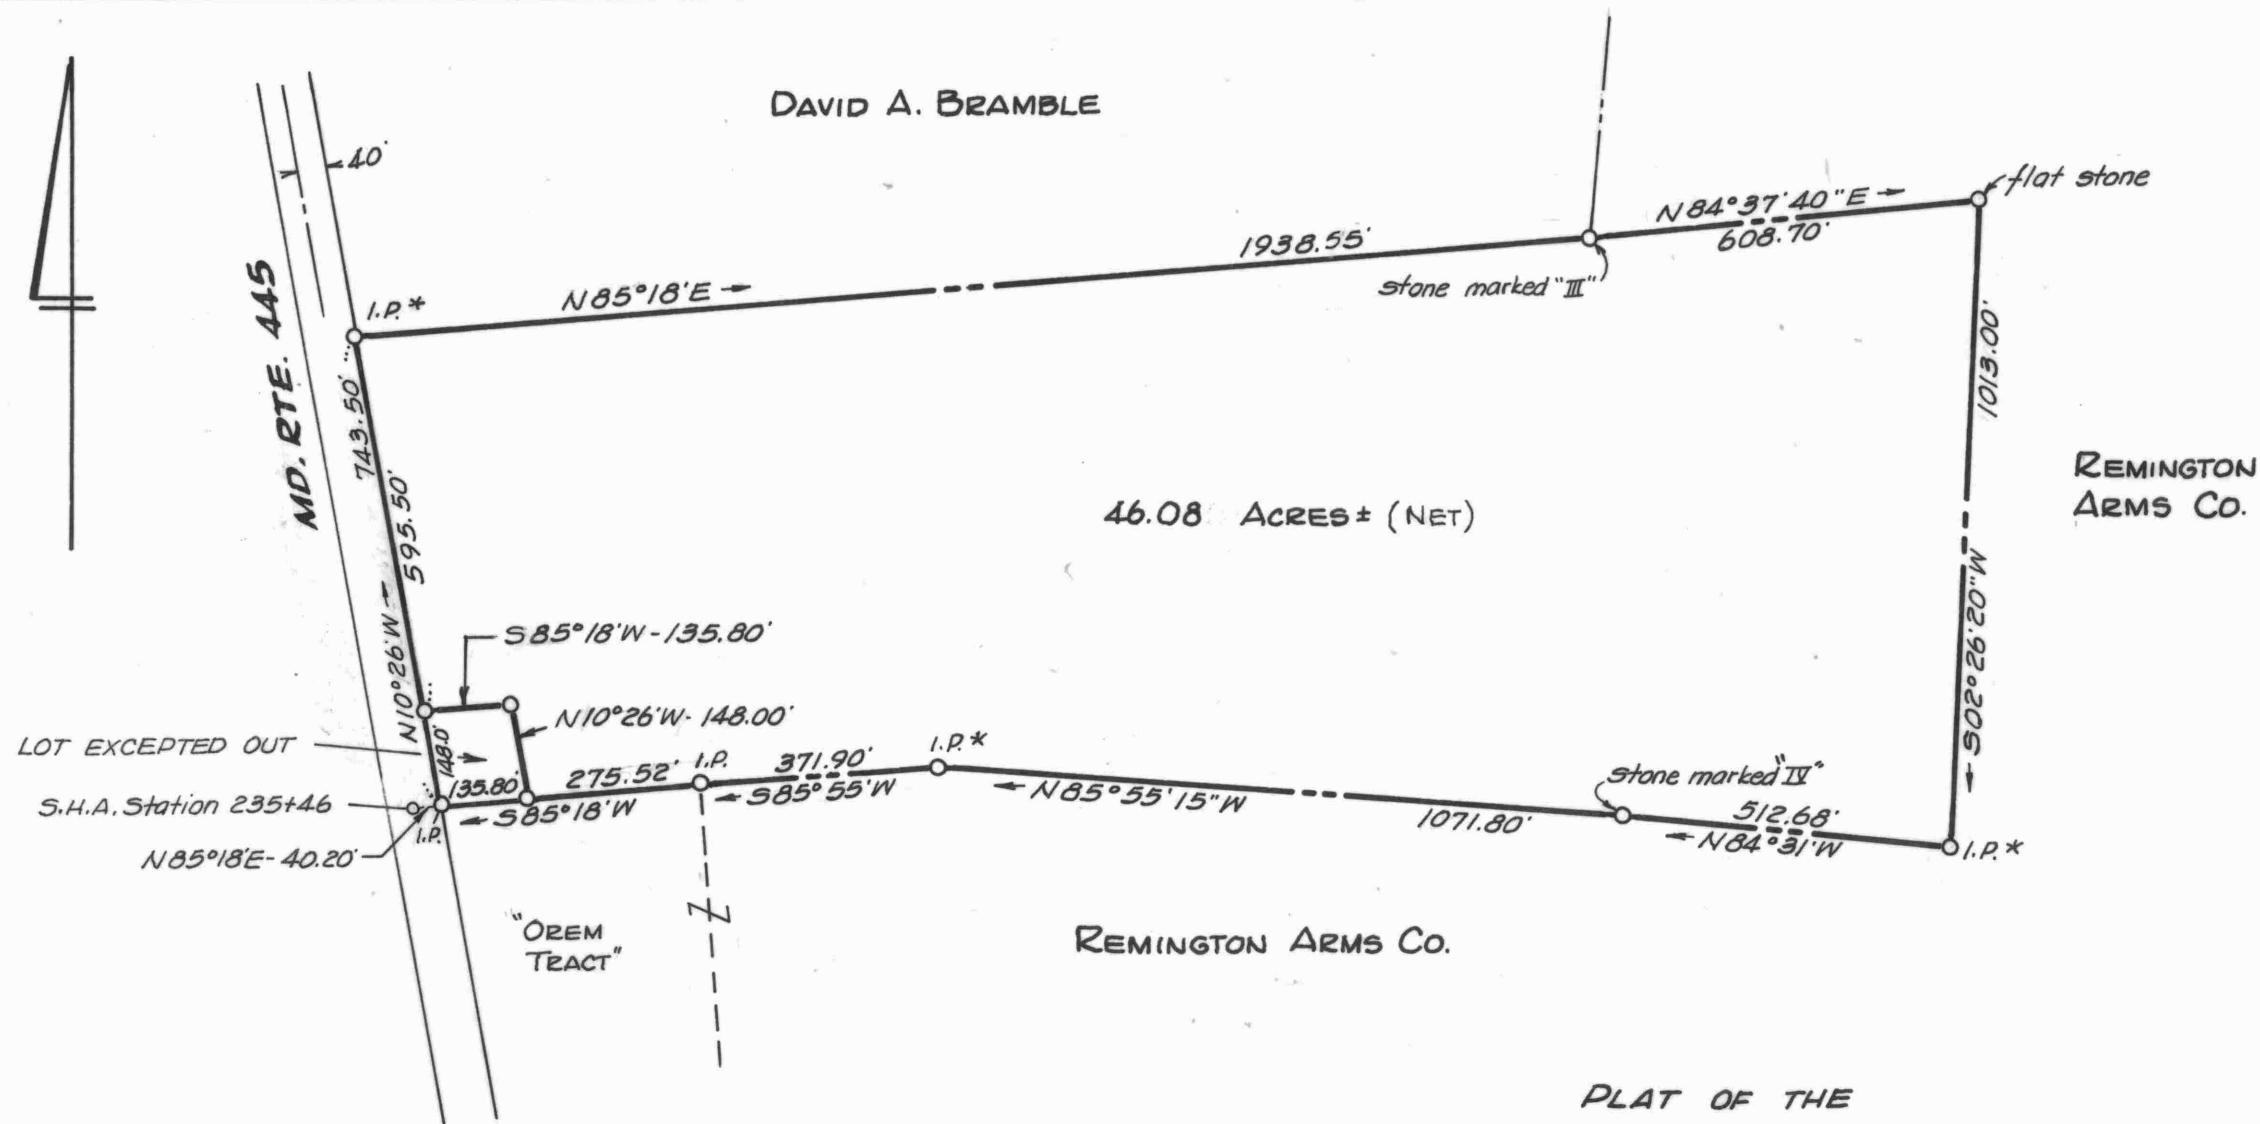 DAVID A. BRAMBLE
40'
MD. RTE. 445
I.P.*
N85°18'E
1938.55'
stone marked "III"
N84°37'40"E
608.70'
flat stone
1013.00'
S02°26'20"W
REMINGTON
ARMS CO.
743.50'
595.50'
N10°26'W
46.08 ACRES± (NET)
S85°18'W-135.80'
N10°26'W-148.00'
LOT EXCEPTED OUT
148.0'
135.80'
S.H.A. Station 235+46
I.P.
N85°18'E-40.20'
275.52'
S85°18'W
I.P.
371.90'
S85°55'W
I.P.*
N85°55'15"W
1071.80'
stone marked "IV"
512.68'
N84°31'W
I.P.*
"OREM
TRACT"
REMINGTON ARMS CO.
PLAT OF THE